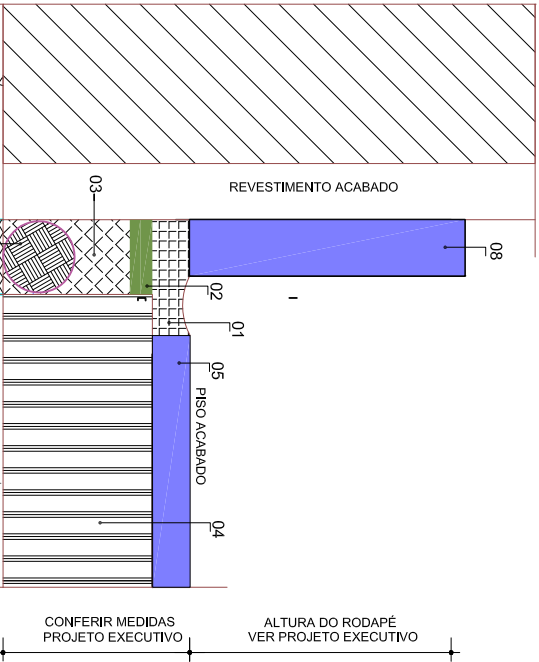 03
REVESTIMENTO ACABADO
08
02
01
05
PISO ACABADO
04
CONFERIR MEDIDAS
PROJETO EXECUTIVO
ALTURA DO RODAPÉ
VER PROJETO EXECUTIVO